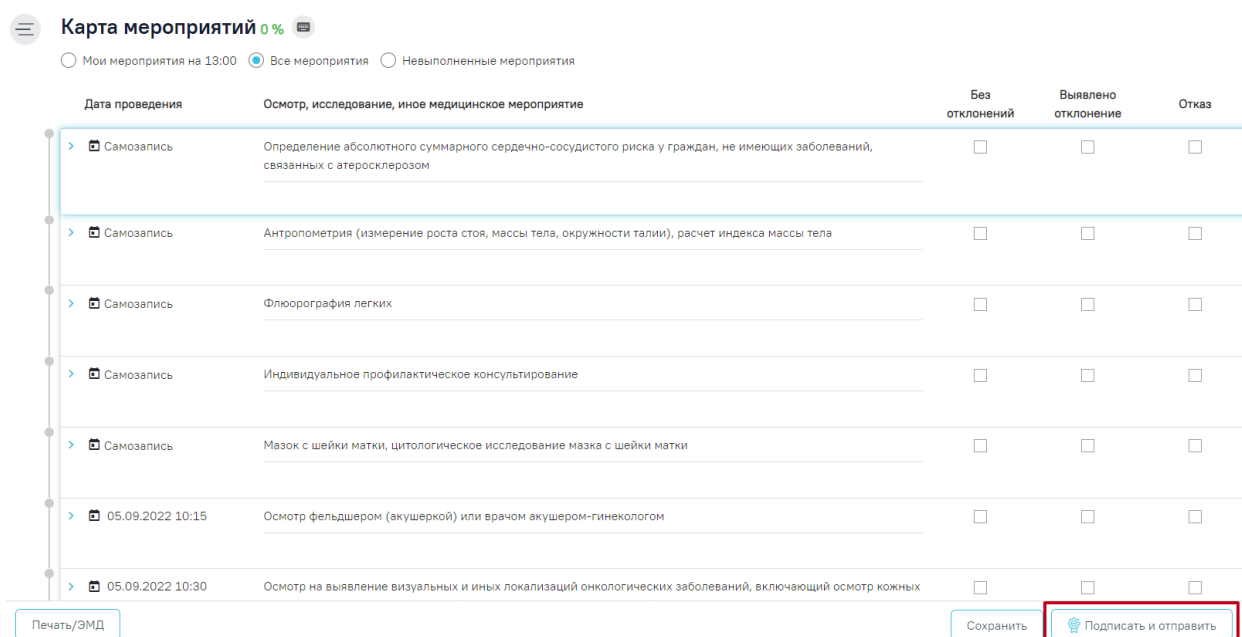 Карта мероприятий 0 %
Мои мероприятия на 13:00 Все мероприятия Невыполненные мероприятия
Дата проведения Осмотр, исследование, иное медицинское мероприятие Без отклонений Выявлено отклонение Отказ
Самозапись Определение абсолютного суммарного сердечно-сосудистого риска у граждан, не имеющих заболеваний,
связанных с атеросклерозом
Самозапись Антропометрия (измерение роста стоя, массы тела, окружности талии), расчет индекса массы тела
Самозапись Флюорография легких
Самозапись Индивидуальное профилактическое консультирование
Самозапись Мазок с шейки матки, цитологическое исследование мазка с шейки матки
05.09.2022 10:15 Осмотр фельдшером (акушеркой) или врачом акушером-гинекологом
05.09.2022 10:30 Осмотр на выявление визуальных и иных локализаций онкологических заболеваний, включающий осмотр кожных
Печать/ЭМД Сохранить Подписать и отправить